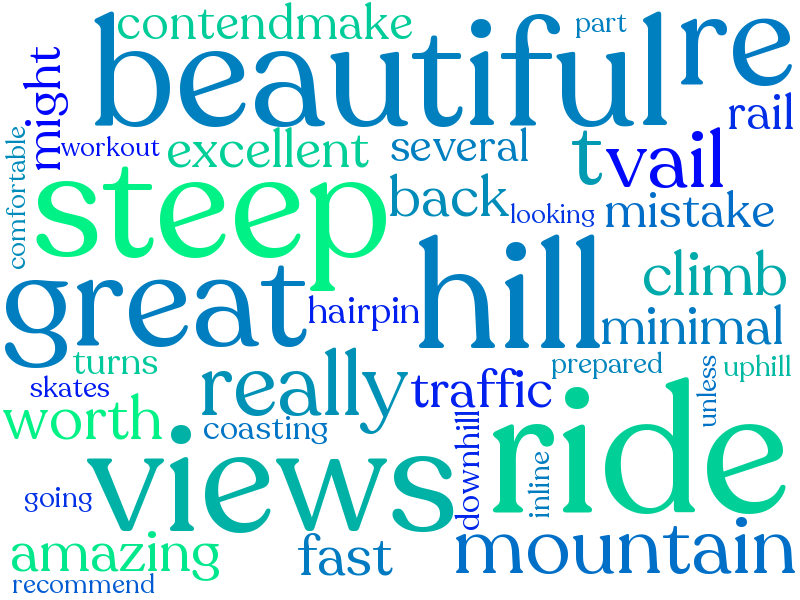 contendmake
part
beautiful
re
might
rail
comfortable
workout
excellent
several
t
vail
steep
back
looking
mistake
great
hill
climb
hairpin
minimal
turns
really
prepared
uphill
skates
traffic
unless
worth
coasting
ride
views
downhill
inline
going
amazing
fast
mountain
recommend